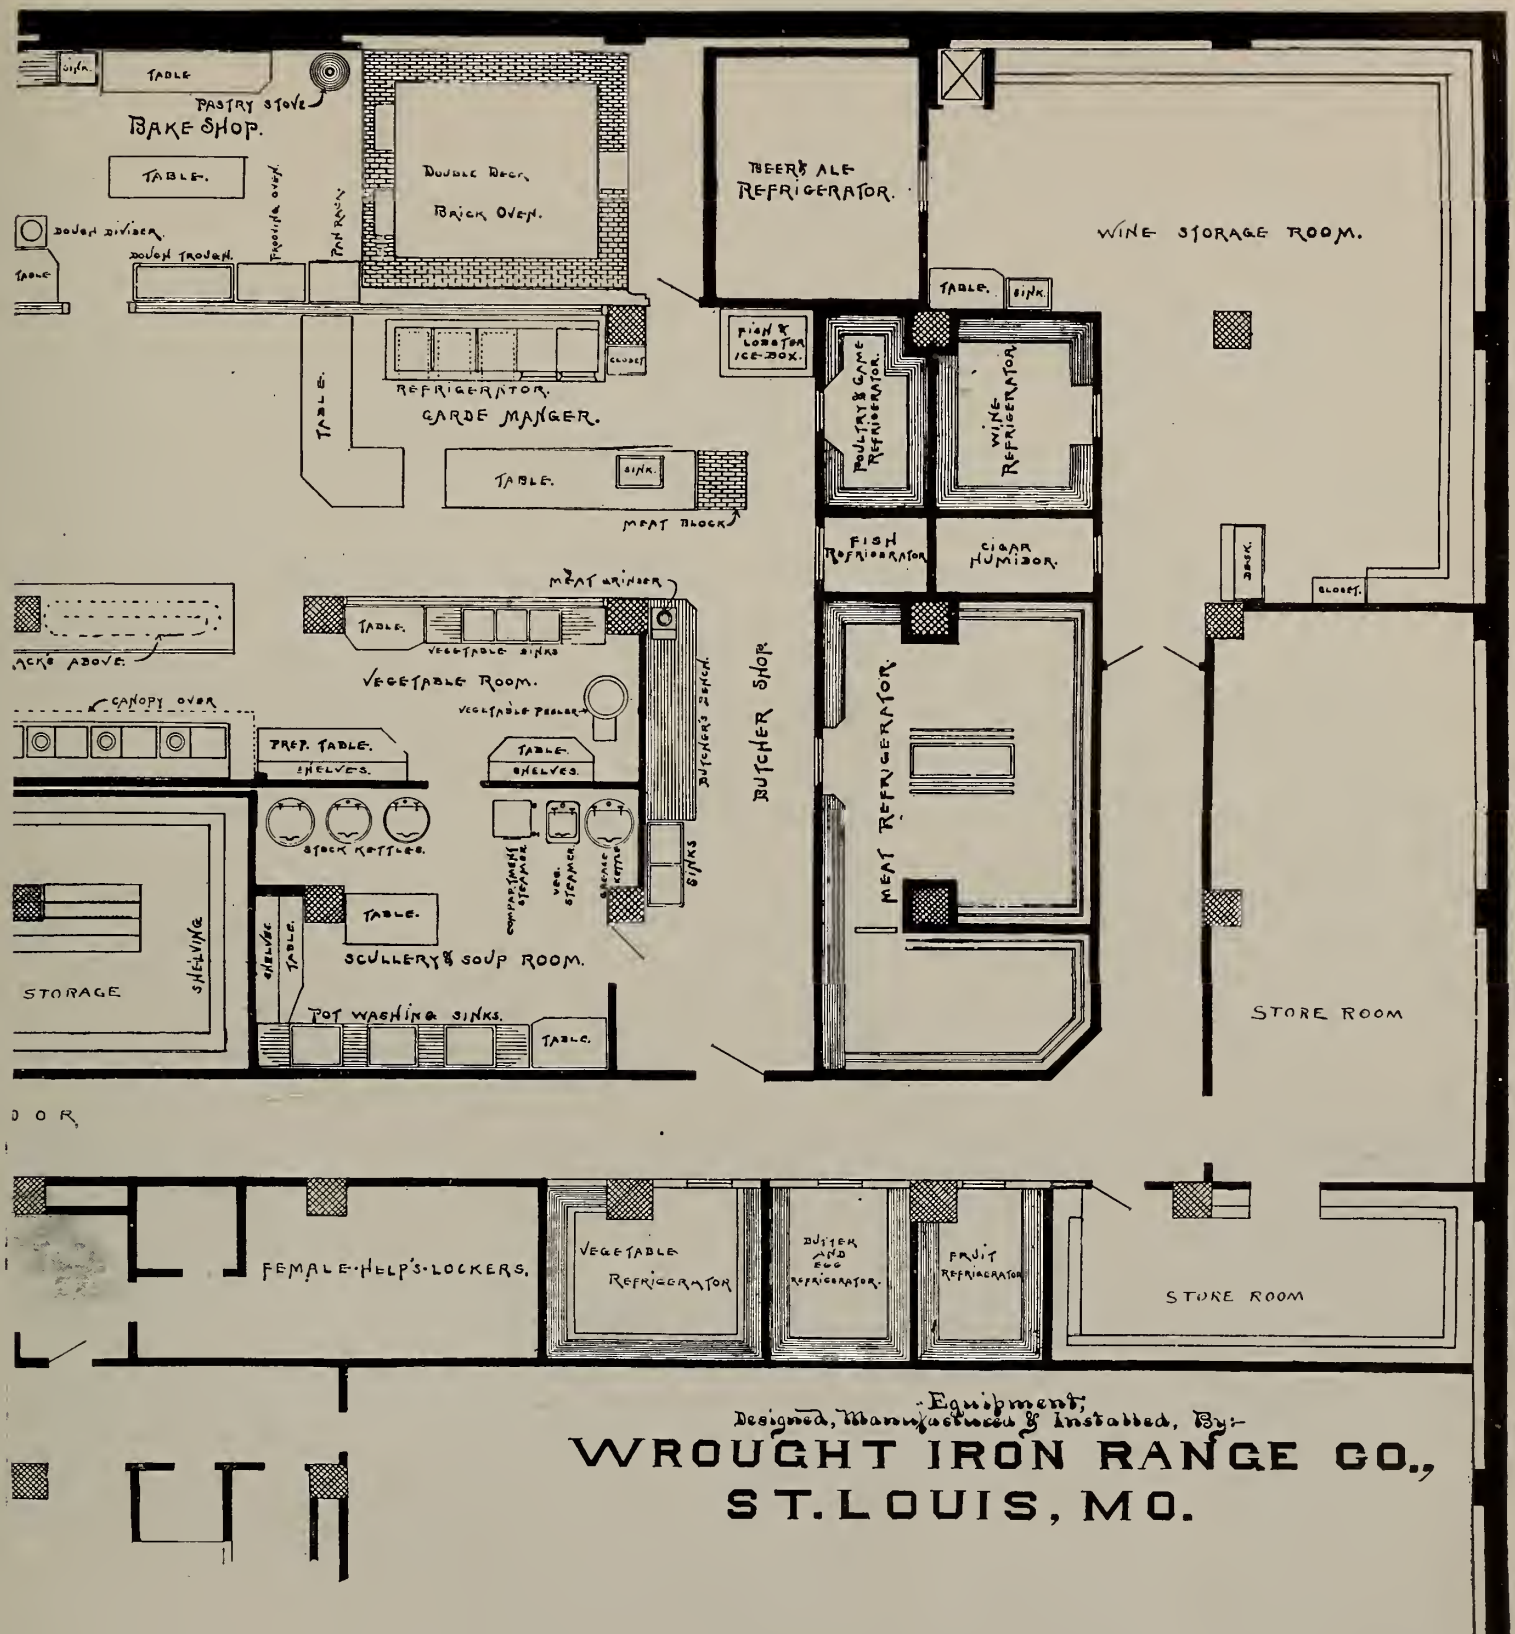 SINK.
TABLE
PASTRY STOVE
BAKE SHOP.
TABLE.
PROOVING OVEN.
PAN RACK.
DOUGH DIVIDER.
DOUGH TROUGH.
TABLE
DOUBLE DECK
BRICK OVEN.
BEER & ALE
REFRIGERATOR.
WINE STORAGE ROOM.
TABLE.
SINK.
FISH &
LOBSTER
ICE-BOX.
CLOSET
REFRIGERATOR.
GARDE MANGER.
TABLE.
POULTRY & GAME
REFRIGERATOR.
WINE
REFRIGERATOR
TABLE.
SINK.
MEAT BLOCK
FISH
REFRIGERATOR
CIGAR
HUMIDOR.
DESK.
CLOSET.
MEAT GRINDER
ACKS ABOVE.
TABLE.
VEGETABLE SINKS
VEGETABLE ROOM.
VEGETABLE PEELER
CANOPY OVER
PREP. TABLE.
SHELVES.
TABLE.
SHELVES.
BUTCHER'S BENCH.
BUTCHER SHOP
MEAT REFRIGERATOR.
STOCK KETTLES.
COMPARTMENT
STEAMER
VEG.
STEAMER.
GREASE
KETTLE
SINKS
TABLE.
SHELVES
TABLE.
SCULLERY & SOUP ROOM.
SHELVING
STORAGE
POT WASHING SINKS.
TABLE.
STORE ROOM
DOR,
FEMALE·HELP'S·LOCKERS.
VEGETABLE
REFRIGERATOR
BUTTER
AND
EGG
REFRIGERATOR.
FRUIT
REFRIGERATOR
STORE ROOM
Equipment;
Designed, Manufactured & Installed, By:-
WROUGHT IRON RANGE CO.,
ST. LOUIS, MO.